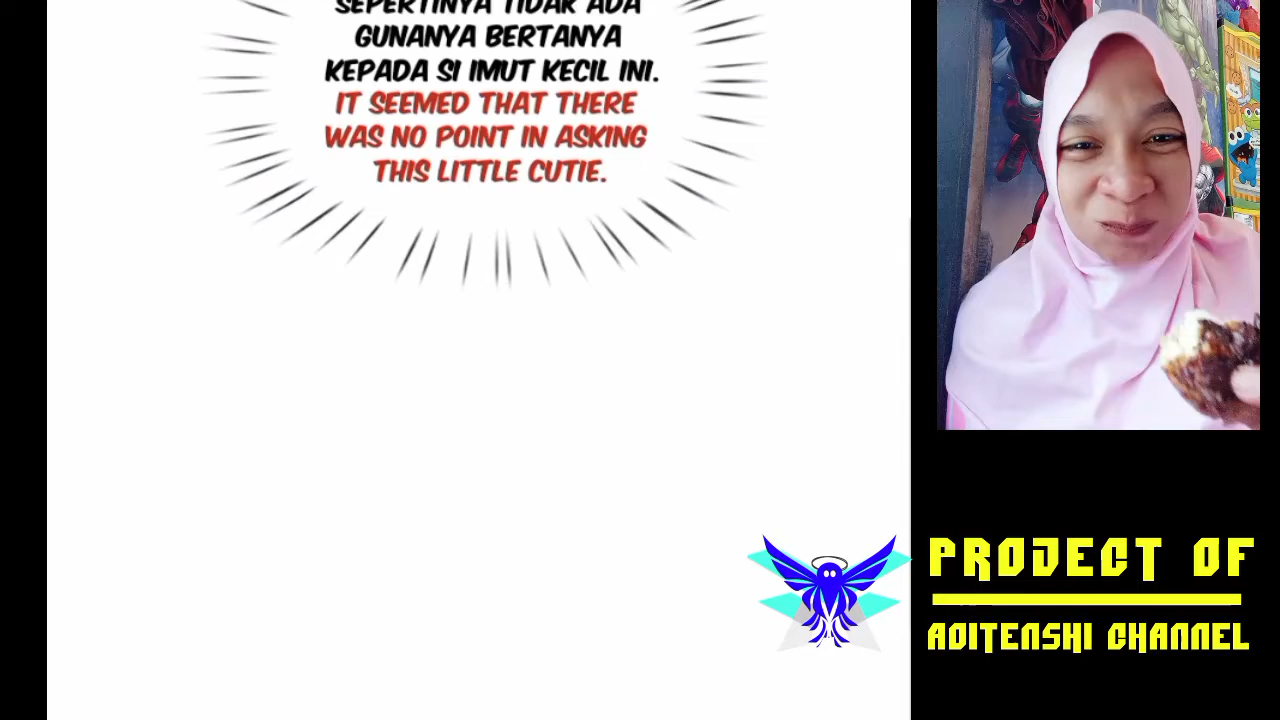 SEPERTINYA TIDAK ADA
GUNANYA BERTANYA
KEPADA SI IMUT KECIL INI.
IT SEEMED THAT THERE
WAS NO POINT IN ASKING
THIS LITTLE CUTIE.
PROJECT OF
AOITENSHI CHANNEL